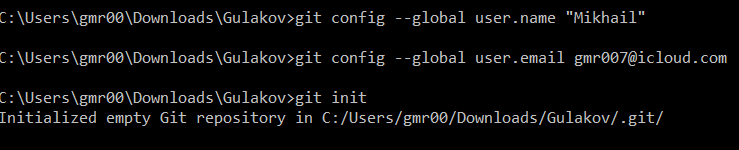 C:\Users\gmr00\Downloads\Gulakov>git config --global user.name "Mikhail"
C:\Users\gmr00\Downloads\Gulakov>git config --global user.email gmr007@icloud.com
C:\Users\gmr00\Downloads\Gulakov>git init
Initialized empty Git repository in C:/Users/gmr00/Downloads/Gulakov/.git/